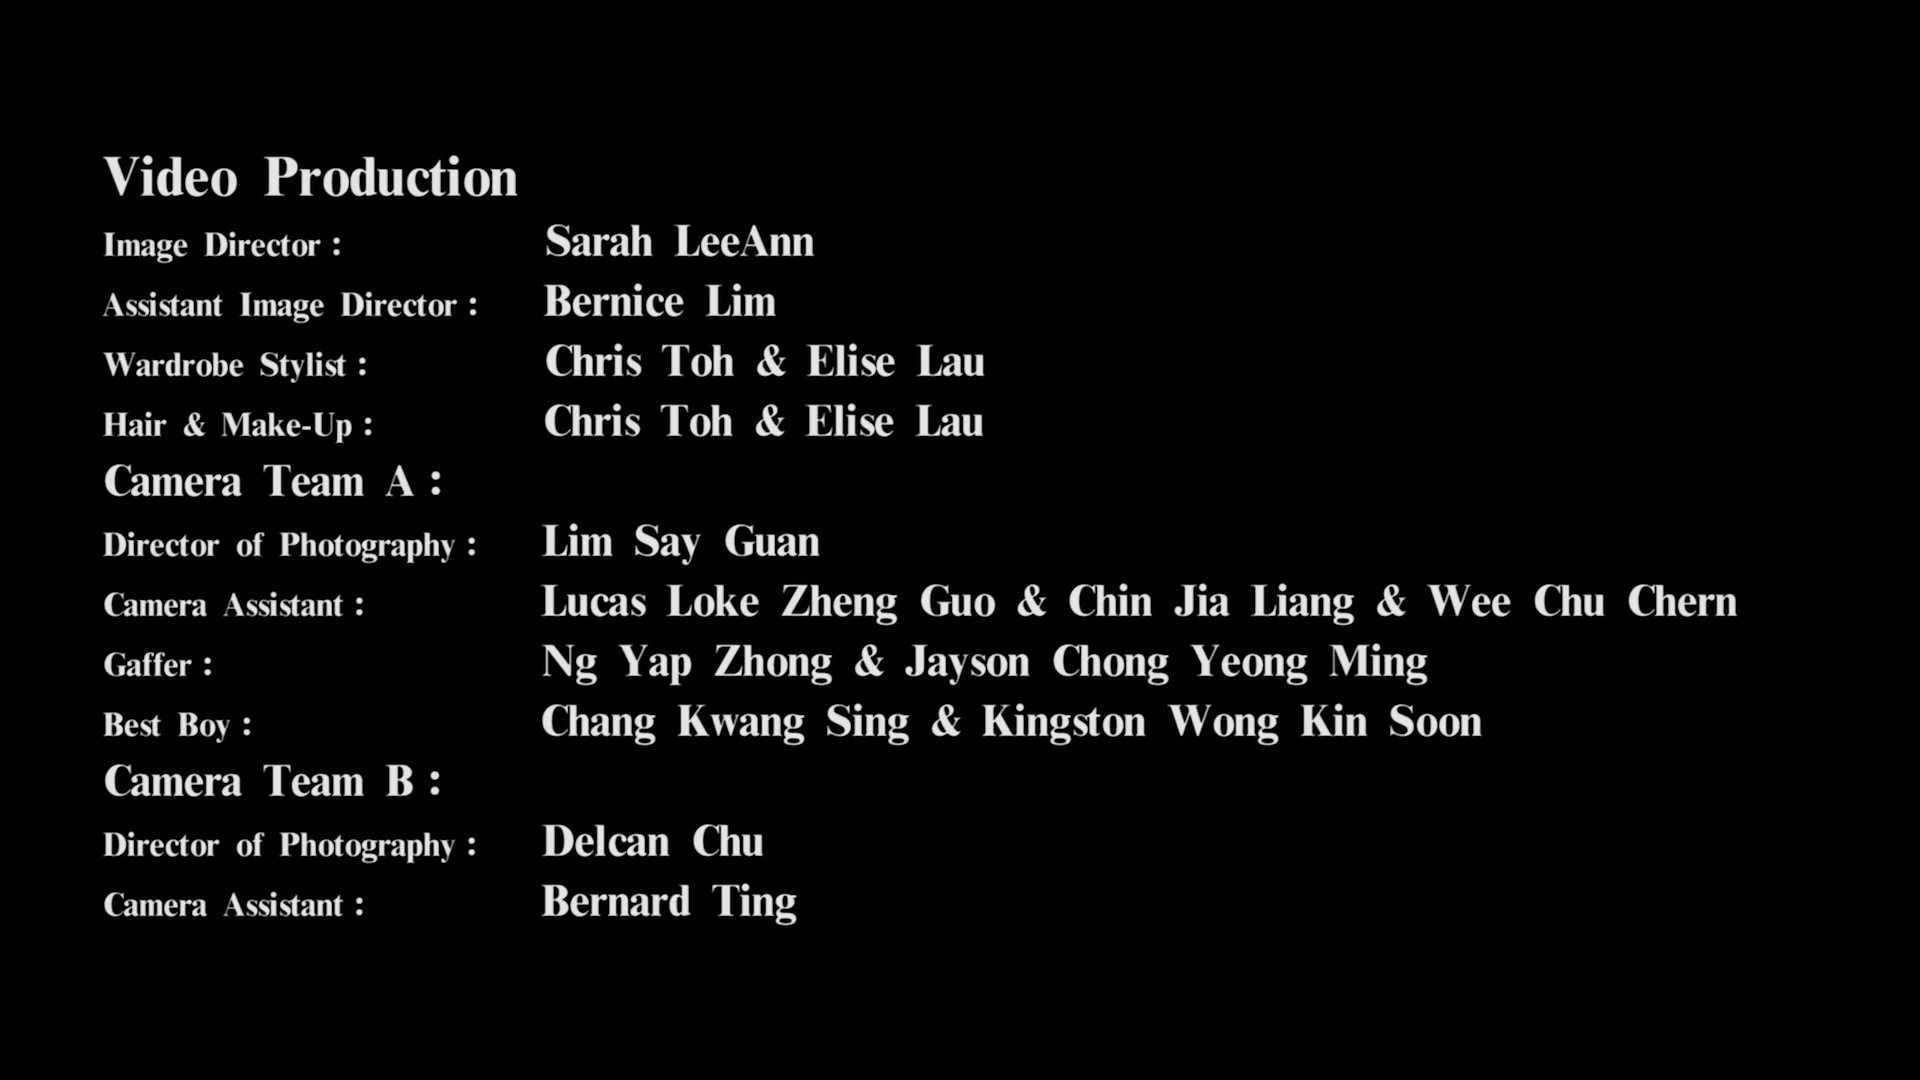 Video Production
Image Director : Sarah LeeAnn
Assistant Image Director : Bernice Lim
Wardrobe Stylist : Chris Toh & Elise Lau
Hair & Make-Up : Chris Toh & Elise Lau
Camera Team A :
Director of Photography : Lim Say Guan
Camera Assistant : Lucas Loke Zheng Guo & Chin Jia Liang & Wee Chu Chern
Gaffer : Ng Yap Zhong & Jayson Chong Yeong Ming
Best Boy : Chang Kwang Sing & Kingston Wong Kin Soon
Camera Team B :
Director of Photography : Delcan Chu
Camera Assistant : Bernard Ting